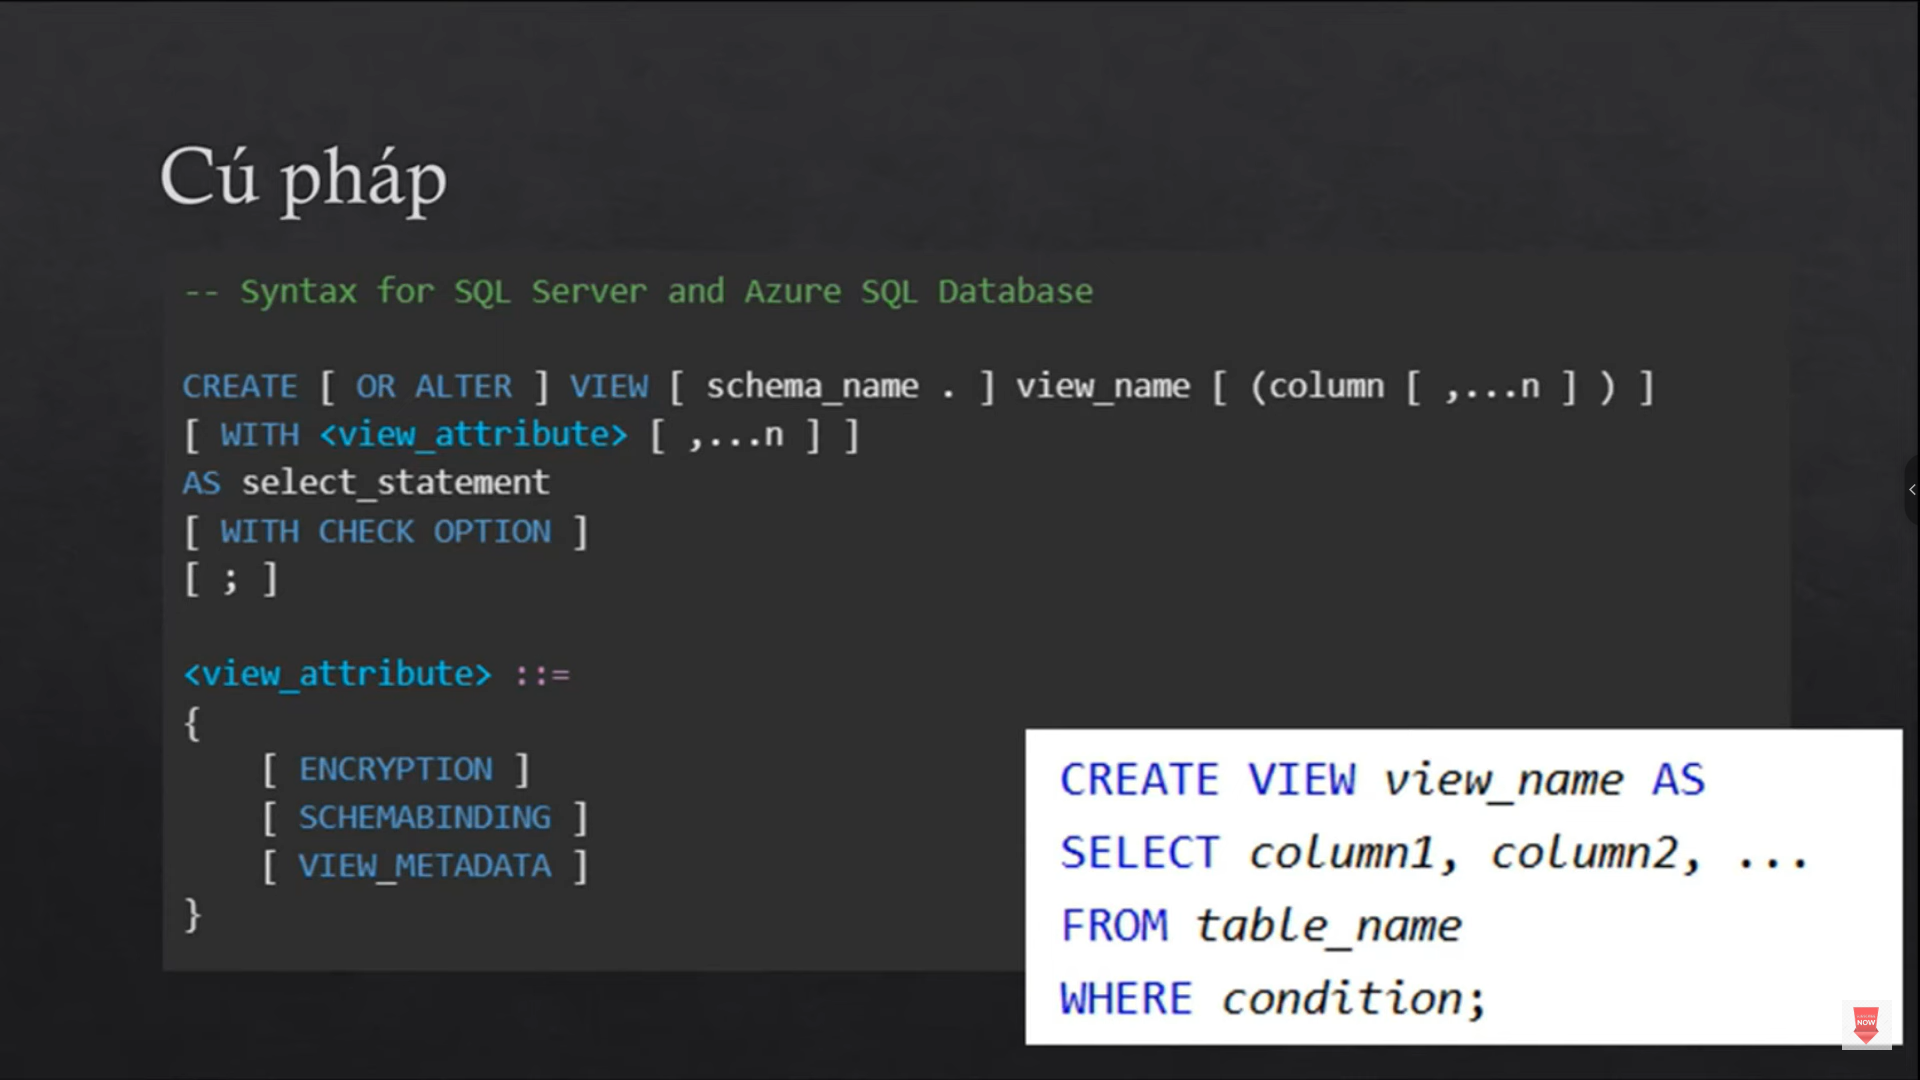 Cú pháp
-- Syntax for SQL Server and Azure SQL Database
CREATE [ OR ALTER ] VIEW [ schema_name . ] view_name [ (column [ ,...n ] ) ]
[ WITH <view_attribute> [ ,...n ] ]
AS select_statement
[ WITH CHECK OPTION ]
[ ; ]
<view_attribute> ::=
{
[ ENCRYPTION ]
[ SCHEMABINDING ]
[ VIEW_METADATA ]
}
CREATE VIEW view_name AS
SELECT column1, column2, ...
FROM table_name
WHERE condition;
NOW